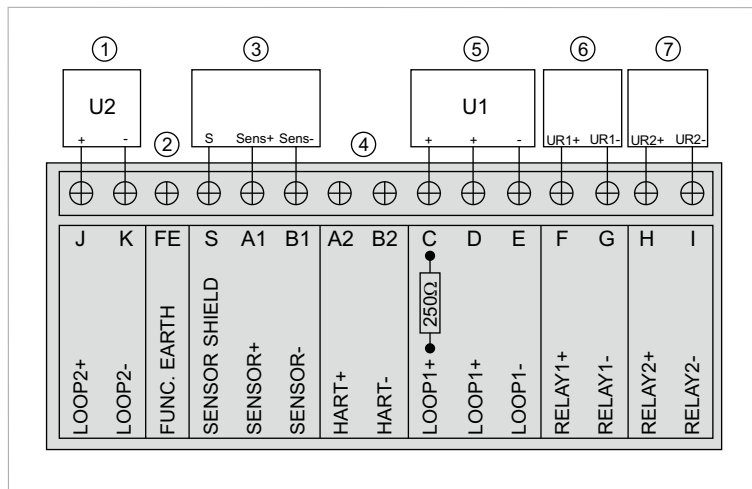 ① ③ ⑤ ⑥ ⑦
U2 U1
② ④
+ - S Sens+ Sens- + + - UR1+ UR1- UR2+ UR2-
J K FE S A1 B1 A2 B2 C D E F G H I
250Ω
LOOP2+
LOOP2-
FUNC. EARTH
SENSOR SHIELD
SENSOR+
SENSOR-
HART+
HART-
LOOP1+
LOOP1+
LOOP1-
RELAY1+
RELAY1-
RELAY2+
RELAY2-